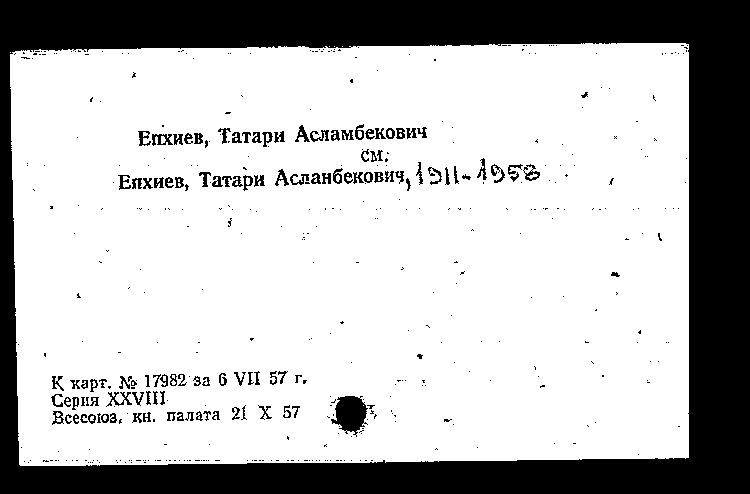 Епхиев, Татари Асламбекович
см.
Епхиев, Татари Асланбекович, 1911-1958
К карт. № 17982 за 6 VII 57 г.
Серия XXVIII
Всесоюз. кн. палата 21 X 57